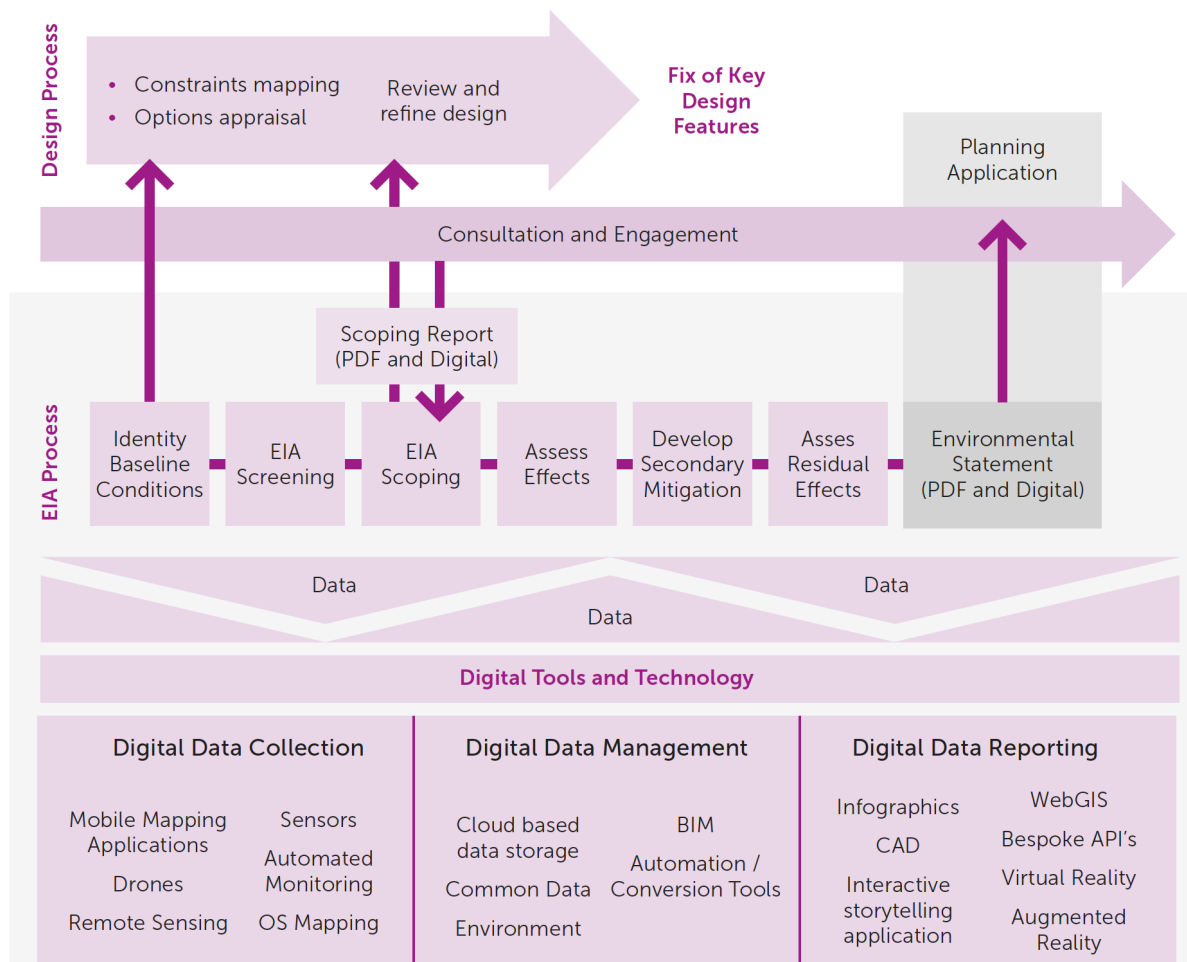 Design Process
• Constraints mapping
• Options appraisal
Review and
refine design
Fix of Key
Design
Features
Planning
Application
Consultation and Engagement
Scoping Report
(PDF and Digital)
EIA Process
Identity
Baseline
Conditions
EIA
Screening
EIA
Scoping
Assess
Effects
Develop
Secondary
Mitigation
Asses
Residual
Effects
Environmental
Statement
(PDF and Digital)
Data
Data
Data
Digital Tools and Technology
Digital Data Collection
Mobile Mapping
Applications
Drones
Remote Sensing
Sensors
Automated
Monitoring
OS Mapping
Digital Data Management
Cloud based
data storage
Common Data
Environment
BIM
Automation /
Conversion Tools
Digital Data Reporting
Infographics
CAD
Interactive
storytelling
application
WebGIS
Bespoke API's
Virtual Reality
Augmented
Reality